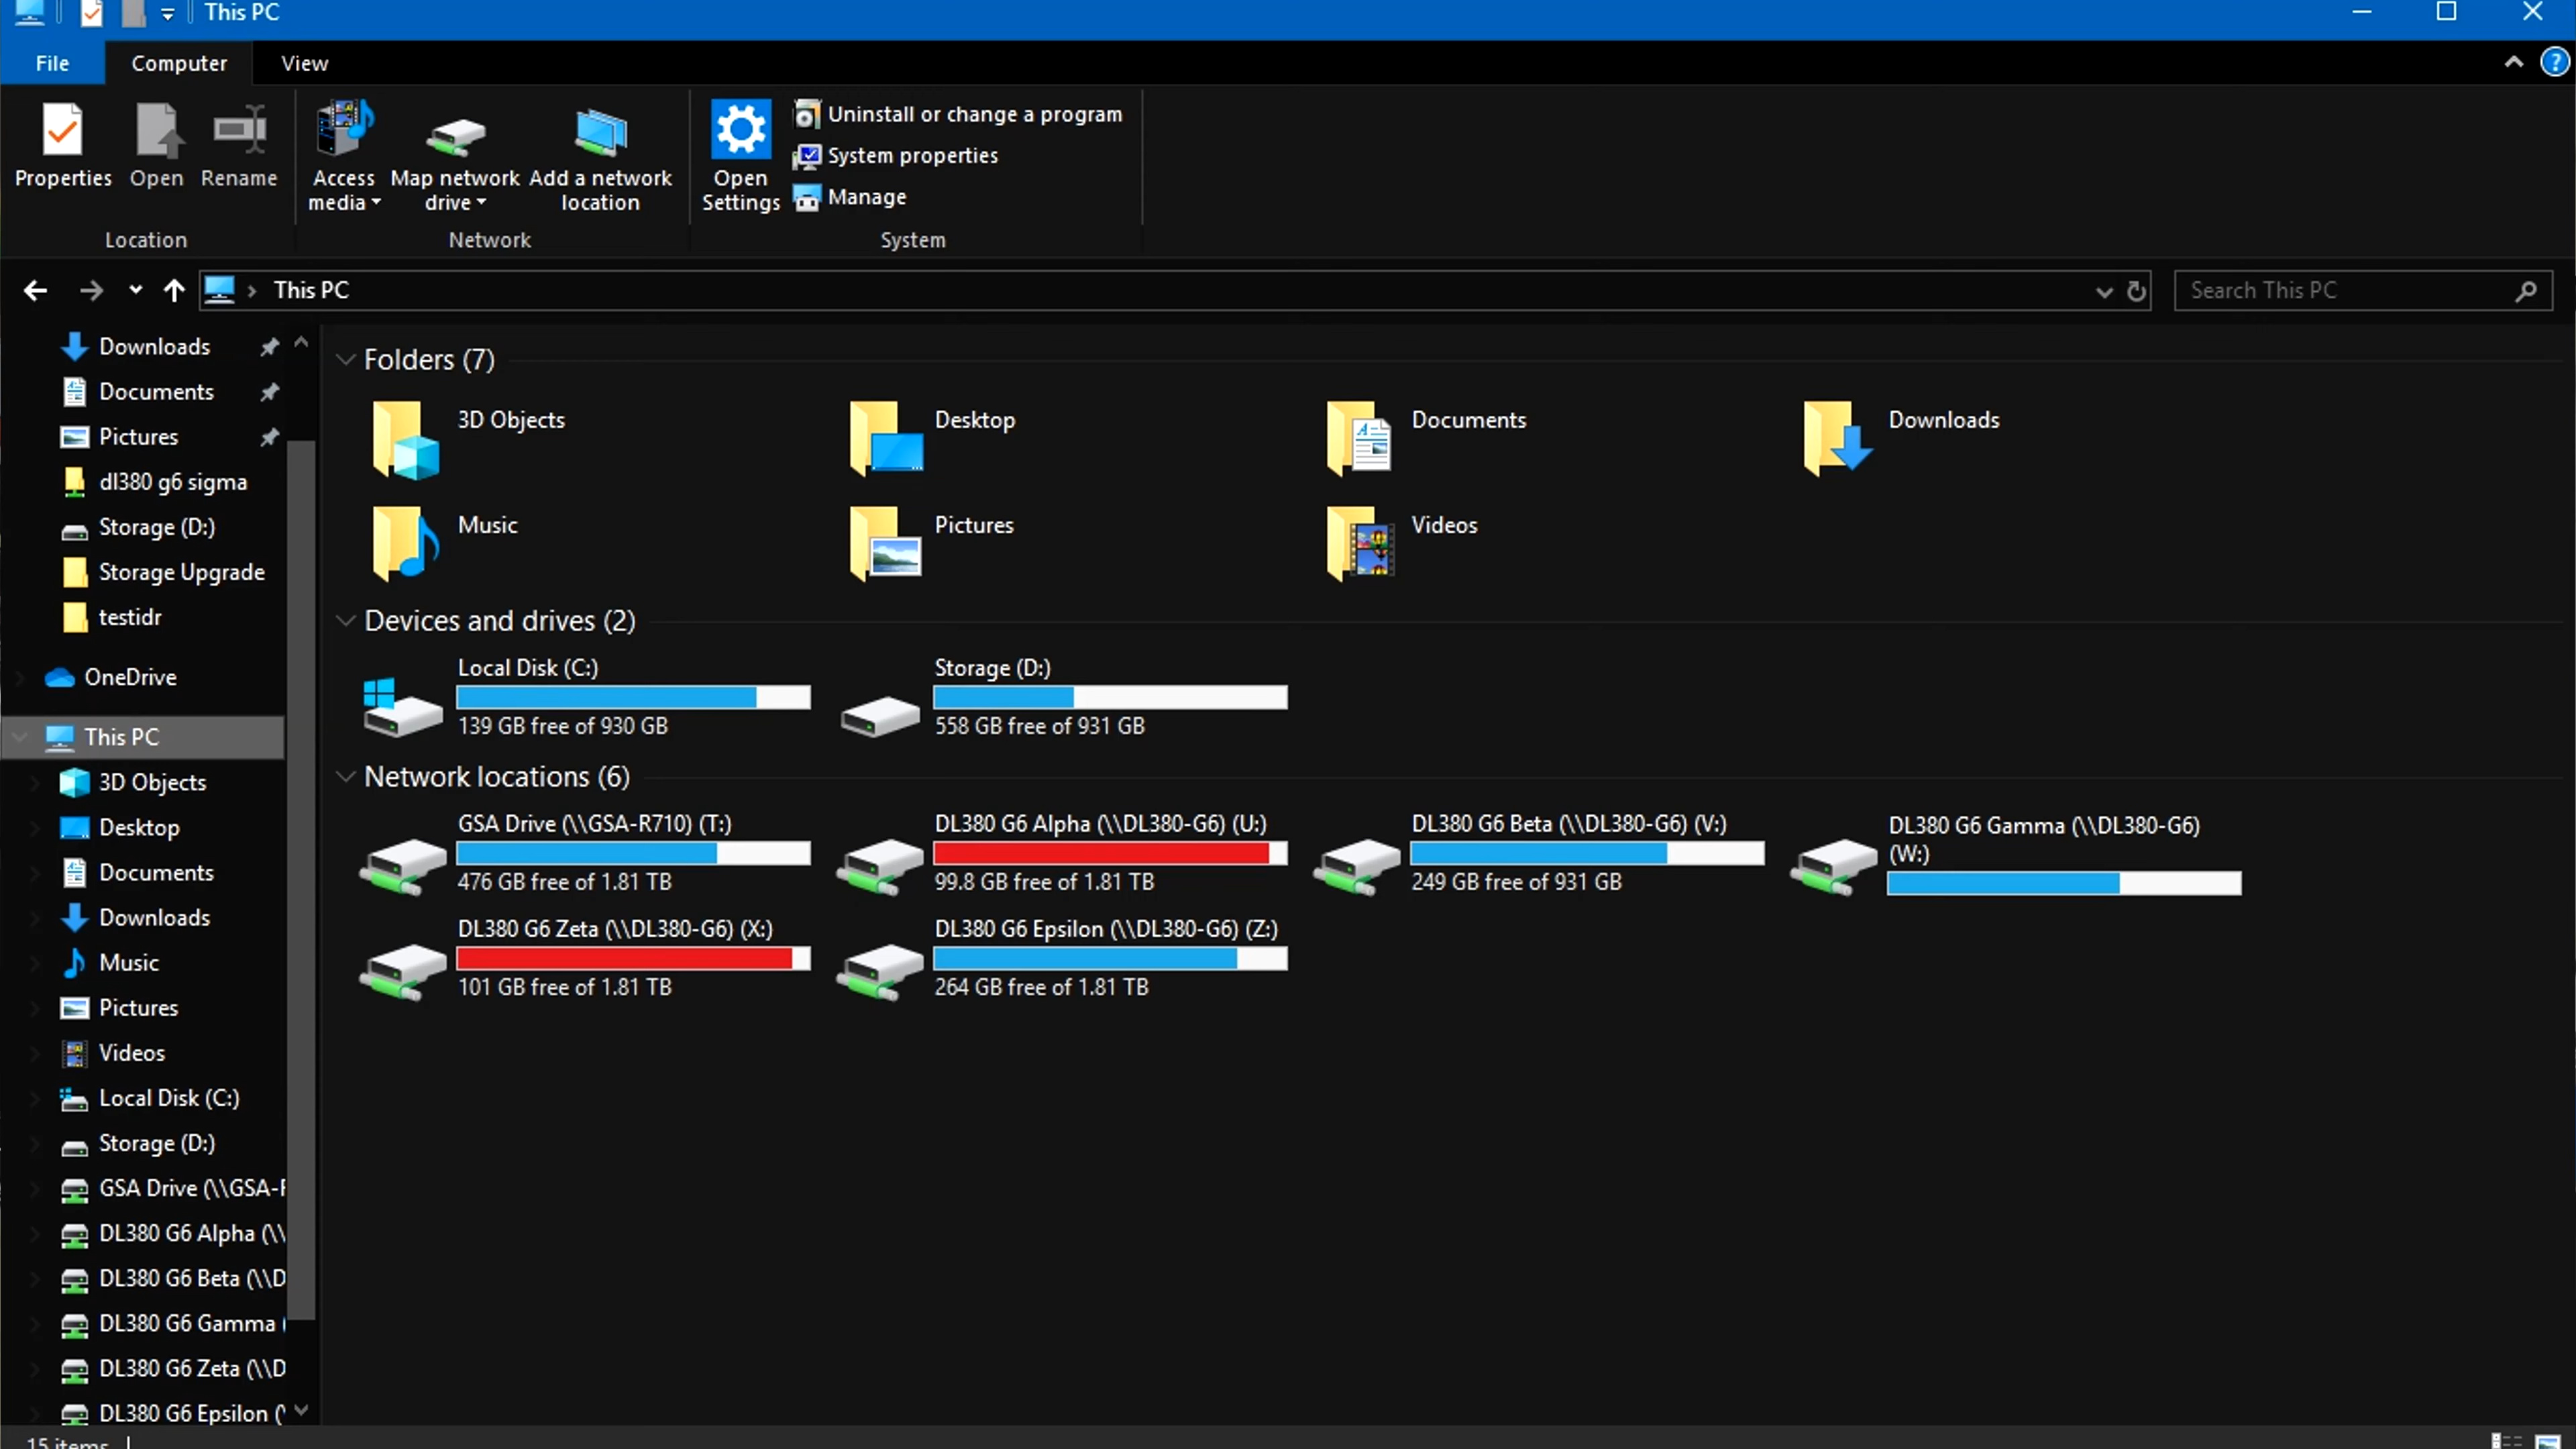 This PC
File Computer View
Properties Open Rename
Access media Map network drive Add a network location
Open Settings
Uninstall or change a program
System properties
Manage
Location Network System
This PC
Search This PC
Downloads
Documents
Pictures
dl380 g6 sigma
Storage (D:)
Storage Upgrade
testidr
OneDrive
This PC
3D Objects
Desktop
Documents
Downloads
Music
Pictures
Videos
Local Disk (C:)
Storage (D:)
GSA Drive (\\GSA-R
DL380 G6 Alpha (\\
DL380 G6 Beta (\\D
DL380 G6 Gamma (
DL380 G6 Zeta (\\D
DL380 G6 Epsilon (\
Folders (7)
3D Objects Desktop Documents Downloads
Music Pictures Videos
Devices and drives (2)
Local Disk (C:)
139 GB free of 930 GB
Storage (D:)
558 GB free of 931 GB
Network locations (6)
GSA Drive (\\GSA-R710) (T:)
476 GB free of 1.81 TB
DL380 G6 Alpha (\\DL380-G6) (U:)
99.8 GB free of 1.81 TB
DL380 G6 Beta (\\DL380-G6) (V:)
249 GB free of 931 GB
DL380 G6 Gamma (\\DL380-G6)
(W:)
DL380 G6 Zeta (\\DL380-G6) (X:)
101 GB free of 1.81 TB
DL380 G6 Epsilon (\\DL380-G6) (Z:)
264 GB free of 1.81 TB
15 items